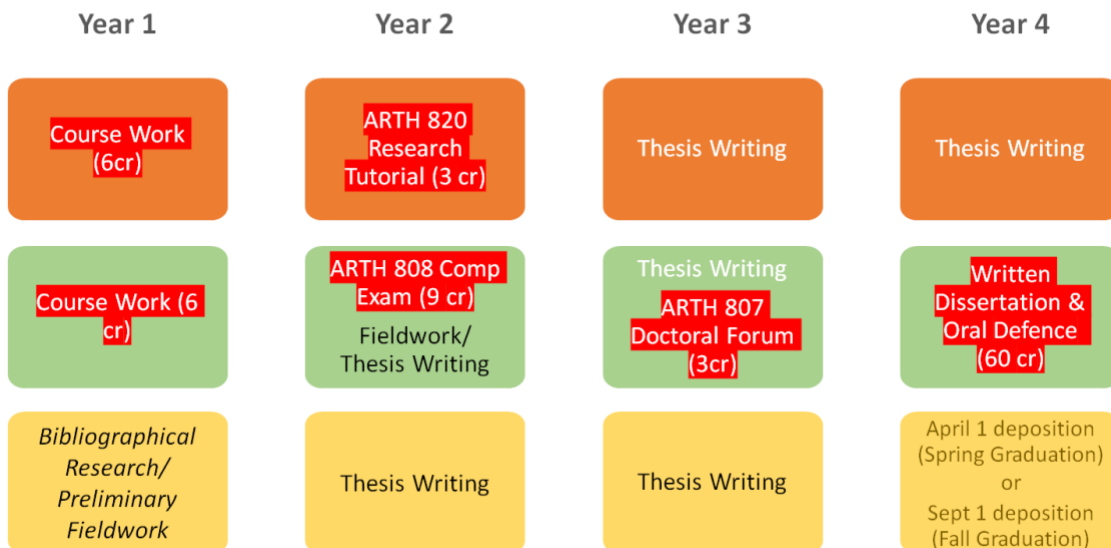 Year 1
Year 2
Year 3
Year 4
Course Work
(6cr)
ARTH 820
Research
Tutorial (3 cr)
Thesis Writing
Thesis Writing
Course Work (6
cr)
ARTH 808 Comp
Exam (9 cr)
Fieldwork/
Thesis Writing
Thesis Writing
ARTH 807
Doctoral Forum
(3cr)
Written
Dissertation &
Oral Defence
(60 cr)
Bibliographical
Research/
Preliminary
Fieldwork
Thesis Writing
Thesis Writing
April 1 deposition
(Spring Graduation)
or
Sept 1 deposition
(Fall Graduation)